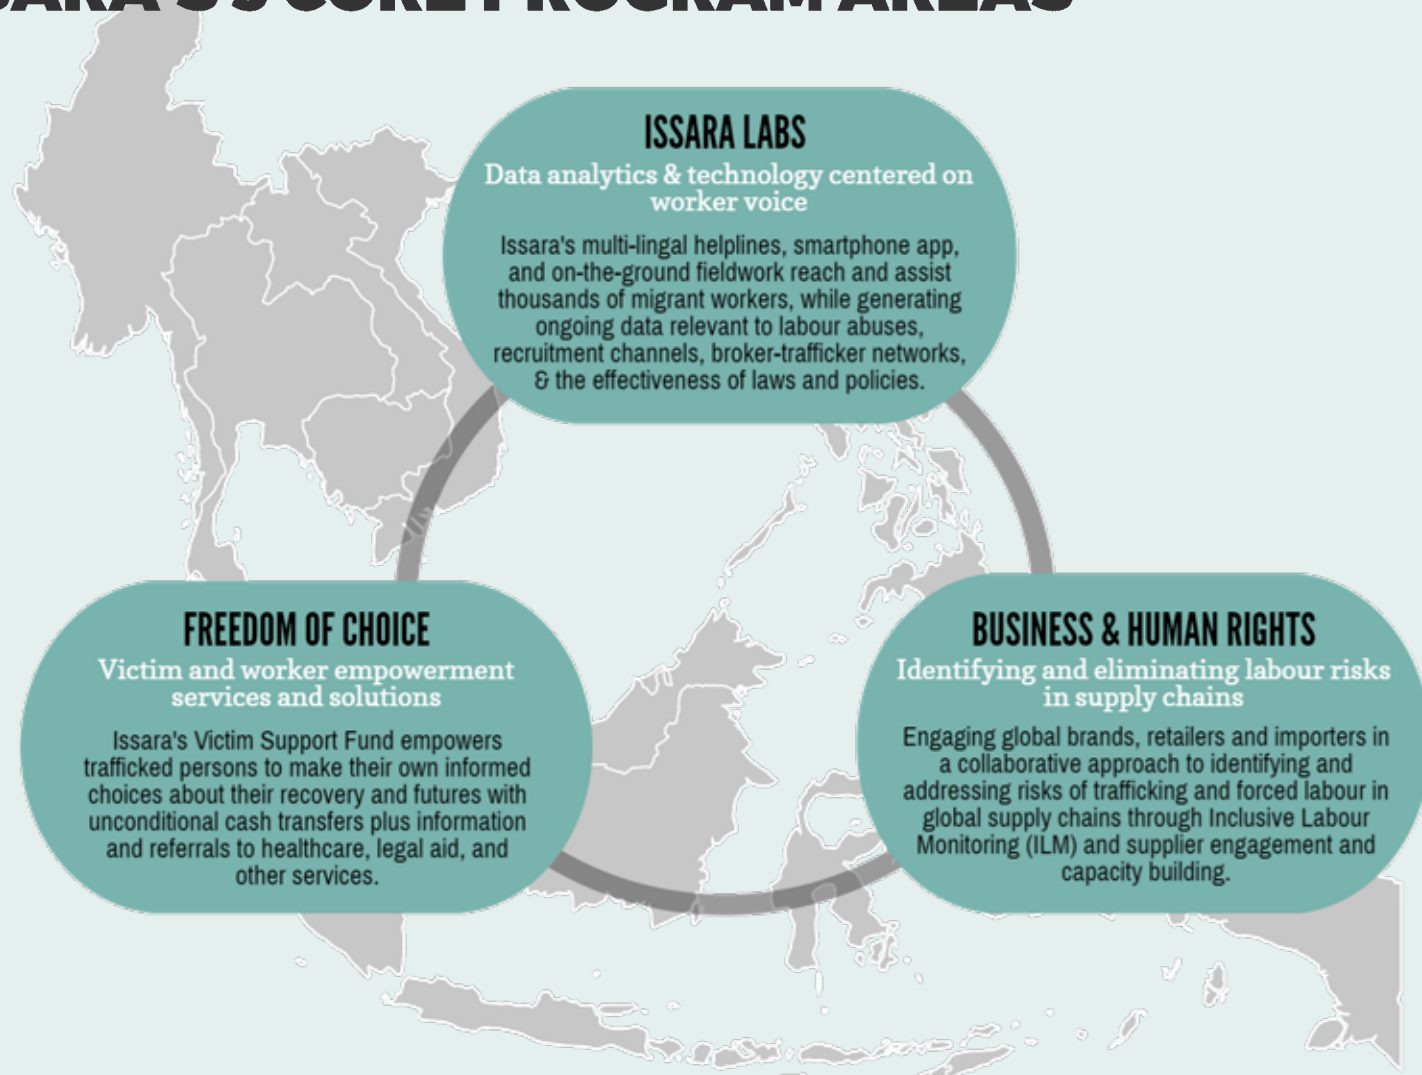 ISSARA LABS
Data analytics & technology centered on
worker voice
Issara's multi-lingal helplines, smartphone app,
and on-the-ground fieldwork reach and assist
thousands of migrant workers, while generating
ongoing data relevant to labour abuses,
recruitment channels, broker-trafficker networks,
& the effectiveness of laws and policies.
FREEDOM OF CHOICE
Victim and worker empowerment
services and solutions
Issara's Victim Support Fund empowers
trafficked persons to make their own informed
choices about their recovery and futures with
unconditional cash transfers plus information
and referrals to healthcare, legal aid, and
other services.
BUSINESS & HUMAN RIGHTS
Identifying and eliminating labour risks
in supply chains
Engaging global brands, retailers and importers in
a collaborative approach to identifying and
addressing risks of trafficking and forced labour in
global supply chains through Inclusive Labour
Monitoring (ILM) and supplier engagement and
capacity building.